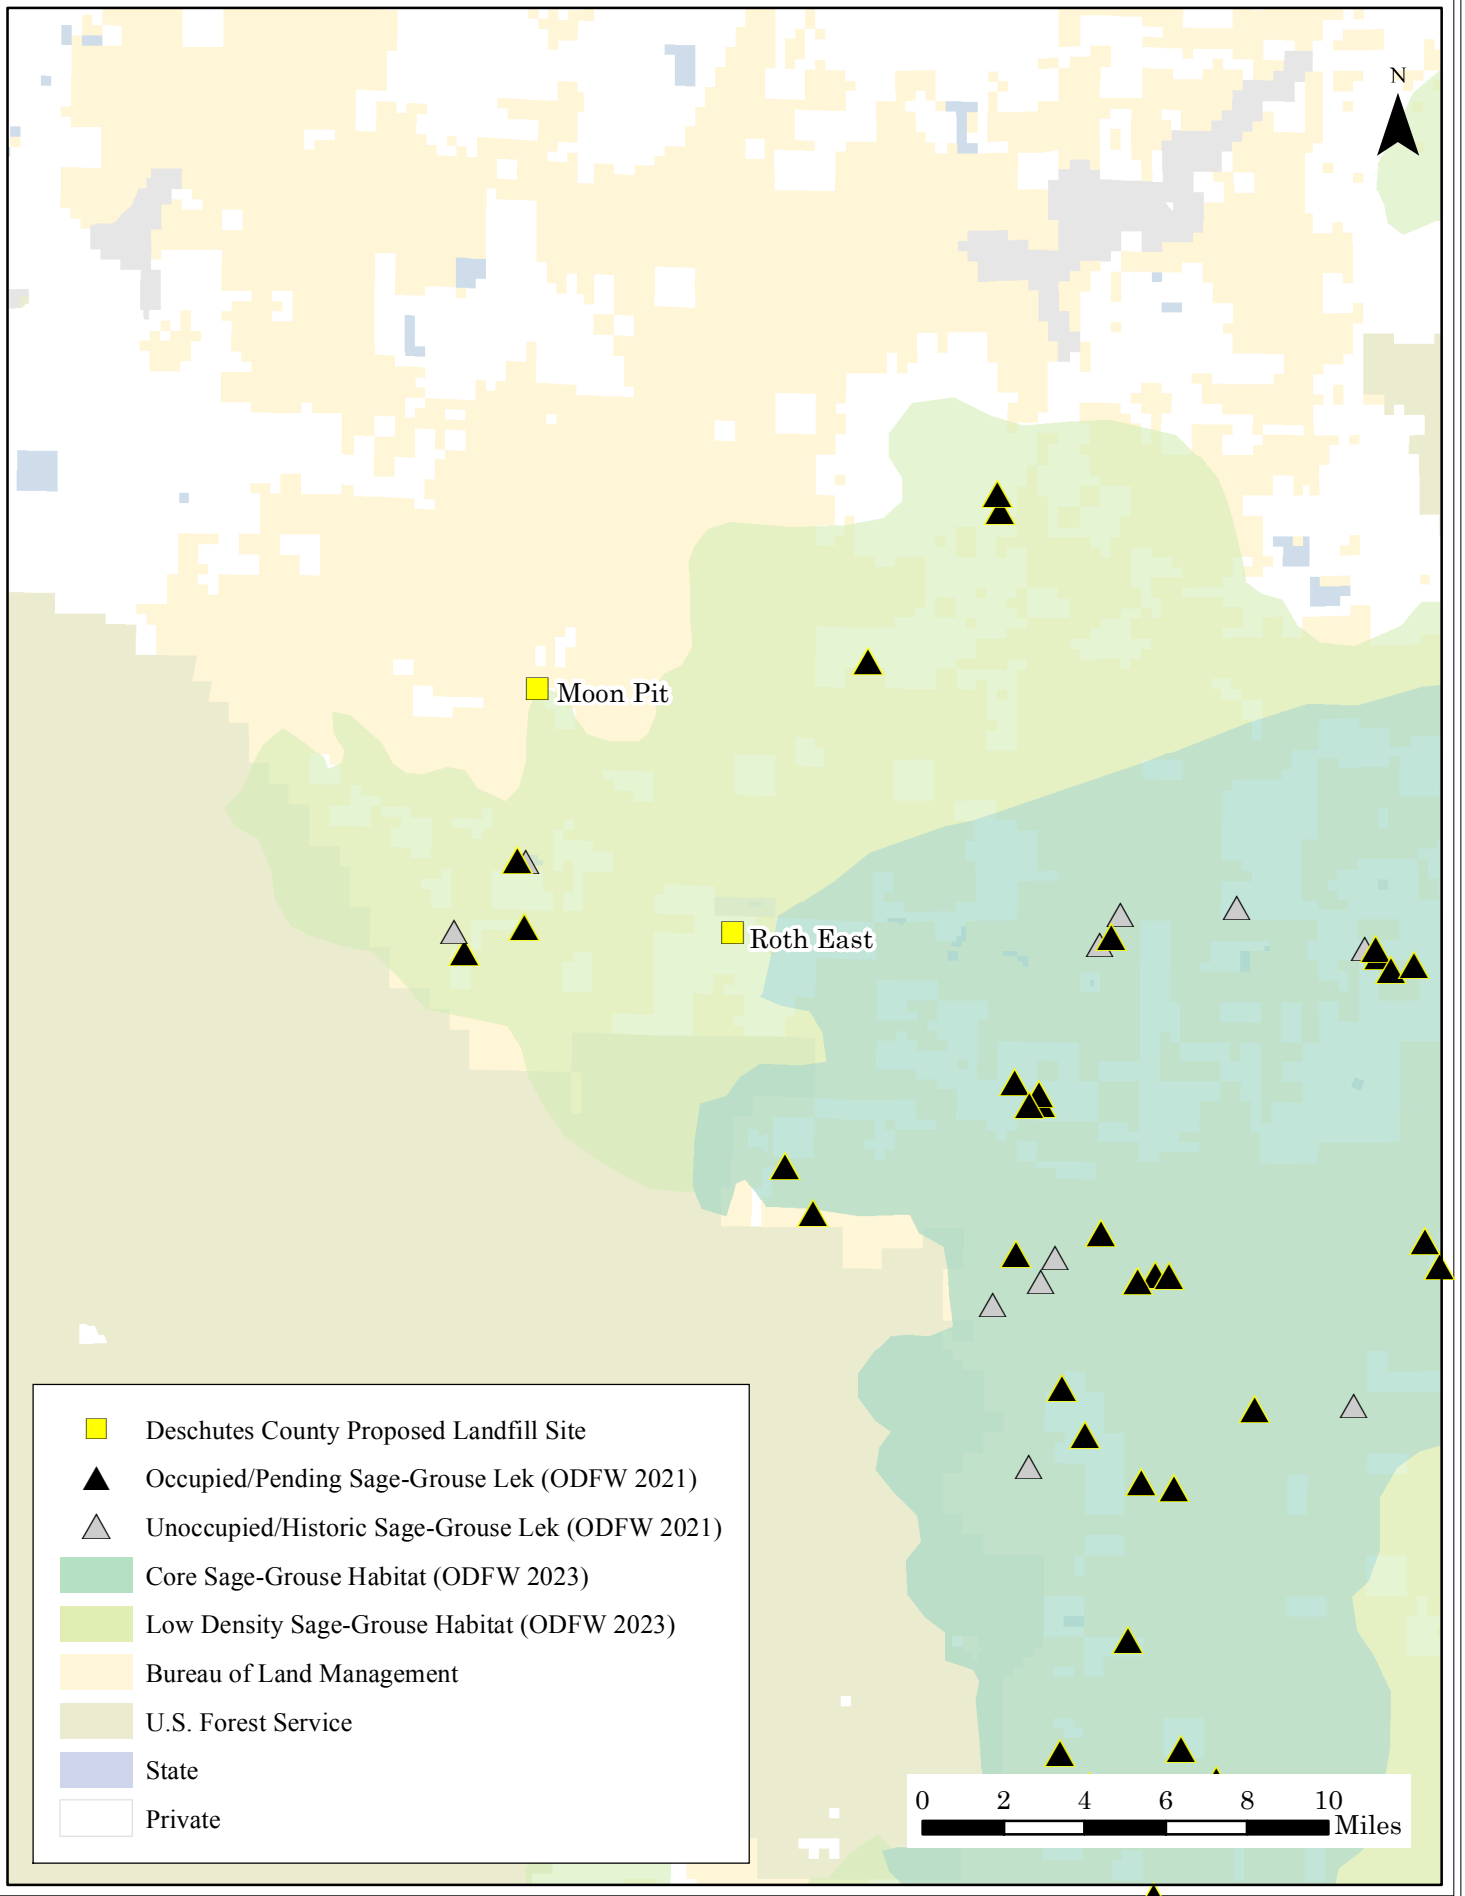 N
Moon Pit
Roth East
Deschutes County Proposed Landfill Site
Occupied/Pending Sage-Grouse Lek (ODFW 2021)
Unoccupied/Historic Sage-Grouse Lek (ODFW 2021)
Core Sage-Grouse Habitat (ODFW 2023)
Low Density Sage-Grouse Habitat (ODFW 2023)
Bureau of Land Management
U.S. Forest Service
State
Private
0 2 4 6 8 10
Miles